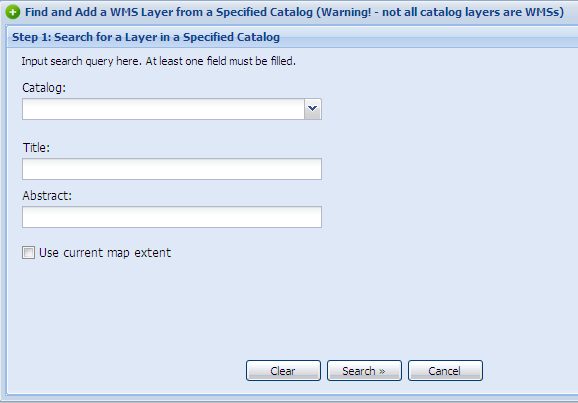 Find and Add a WMS Layer from a Specified Catalog (Warning! - not all catalog layers are WMSs)
Step 1: Search for a Layer in a Specified Catalog
Input search query here. At least one field must be filled.
Catalog:
Title:
Abstract:
Use current map extent
Clear Search » Cancel